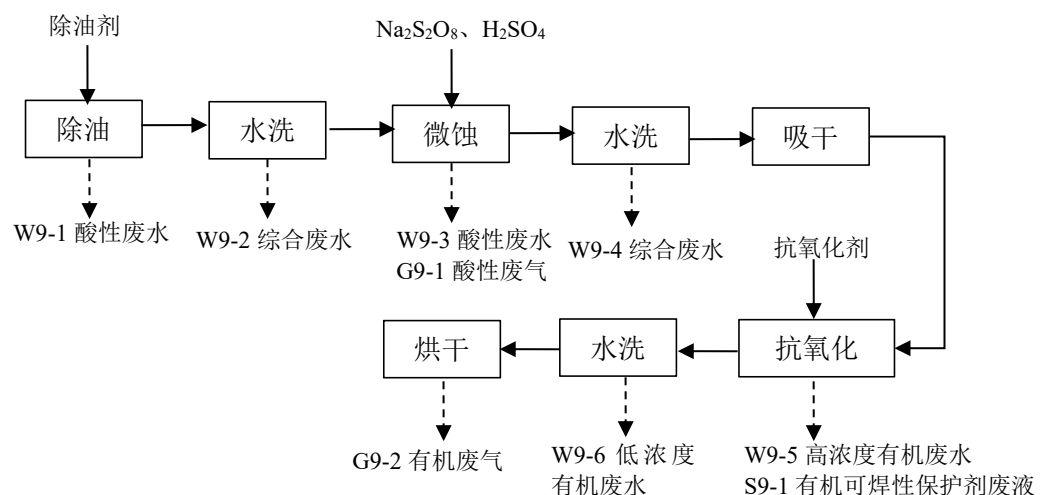 除油剂
Na₂S₂O₈、H₂SO₄
除油
水洗
微蚀
水洗
吸干
W9-1 酸性废水
W9-2 综合废水
W9-3 酸性废水
G9-1 酸性废气
W9-4 综合废水
抗氧化剂
烘干
水洗
抗氧化
G9-2 有机废气
W9-6 低浓度
有机废水
W9-5 高浓度有机废水
S9-1 有机可焊性保护剂废液